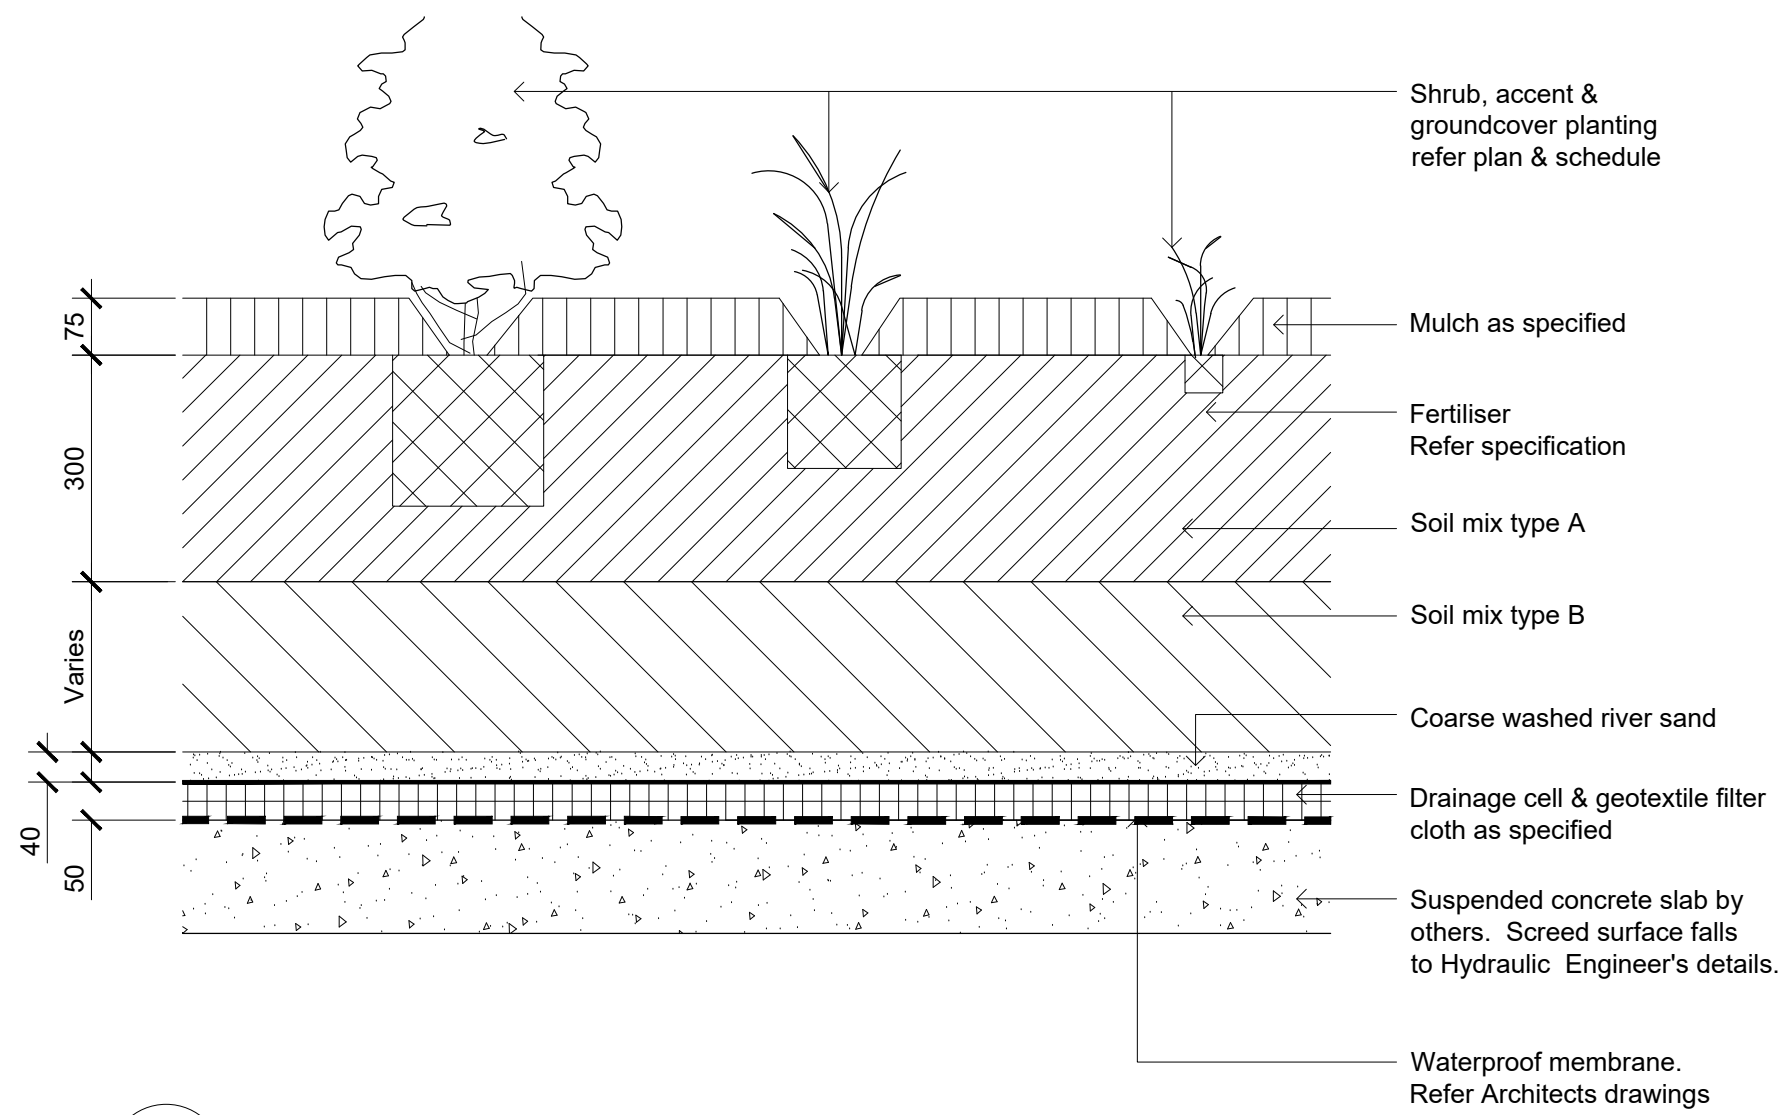 Shrub, accent &
groundcover planting
refer plan & schedule
75
Mulch as specified
300
Fertiliser
Refer specification
Soil mix type A
Varies
Soil mix type B
Coarse washed river sand
40
50
Drainage cell & geotextile filter
cloth as specified
Suspended concrete slab by
others.  Screed surface falls
to Hydraulic  Engineer's details.
Waterproof membrane.
Refer Architects drawings